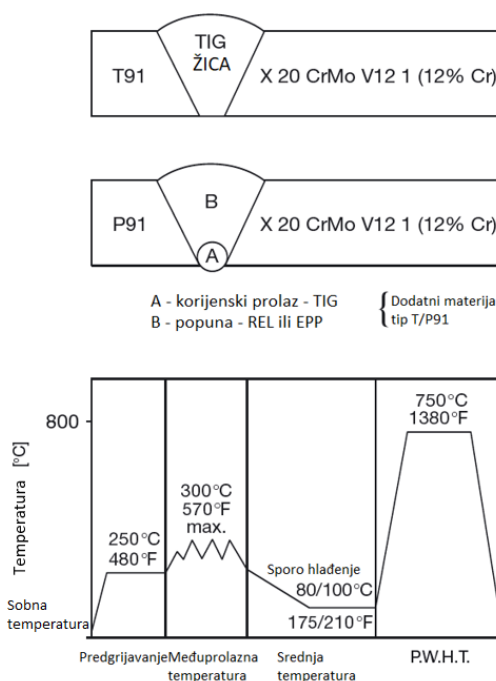 TIG
ŽICA
T91
X 20 CrMo V12 1 (12% Cr)
B
P91
X 20 CrMo V12 1 (12% Cr)
A
A - korijenski prolaz - TIG
B - popuna - REL ili EPP
{ Dodatni materija
tip T/P91
Temperatura [°C]
800
750°C
1380°F
300°C
570°F
max.
250°C
480°F
Sporo hlađenje
80/100°C
175/210°F
Sobna
temperatura
Predgrijavanje
Međuprolazna
temperatura
Srednja
temperatura
P.W.H.T.